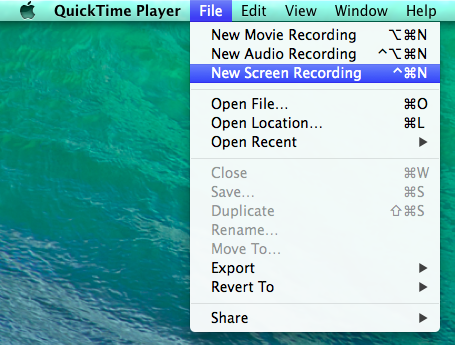 QuickTime Player File Edit View Window Help
New Movie Recording ⌥⌘N
New Audio Recording ^⌥⌘N
New Screen Recording ^⌘N
Open File... ⌘O
Open Location... ⌘L
Open Recent ▶
Close ⌘W
Save... ⌘S
Duplicate ⇧⌘S
Rename...
Move To...
Export ▶
Revert To ▶
Share ▶